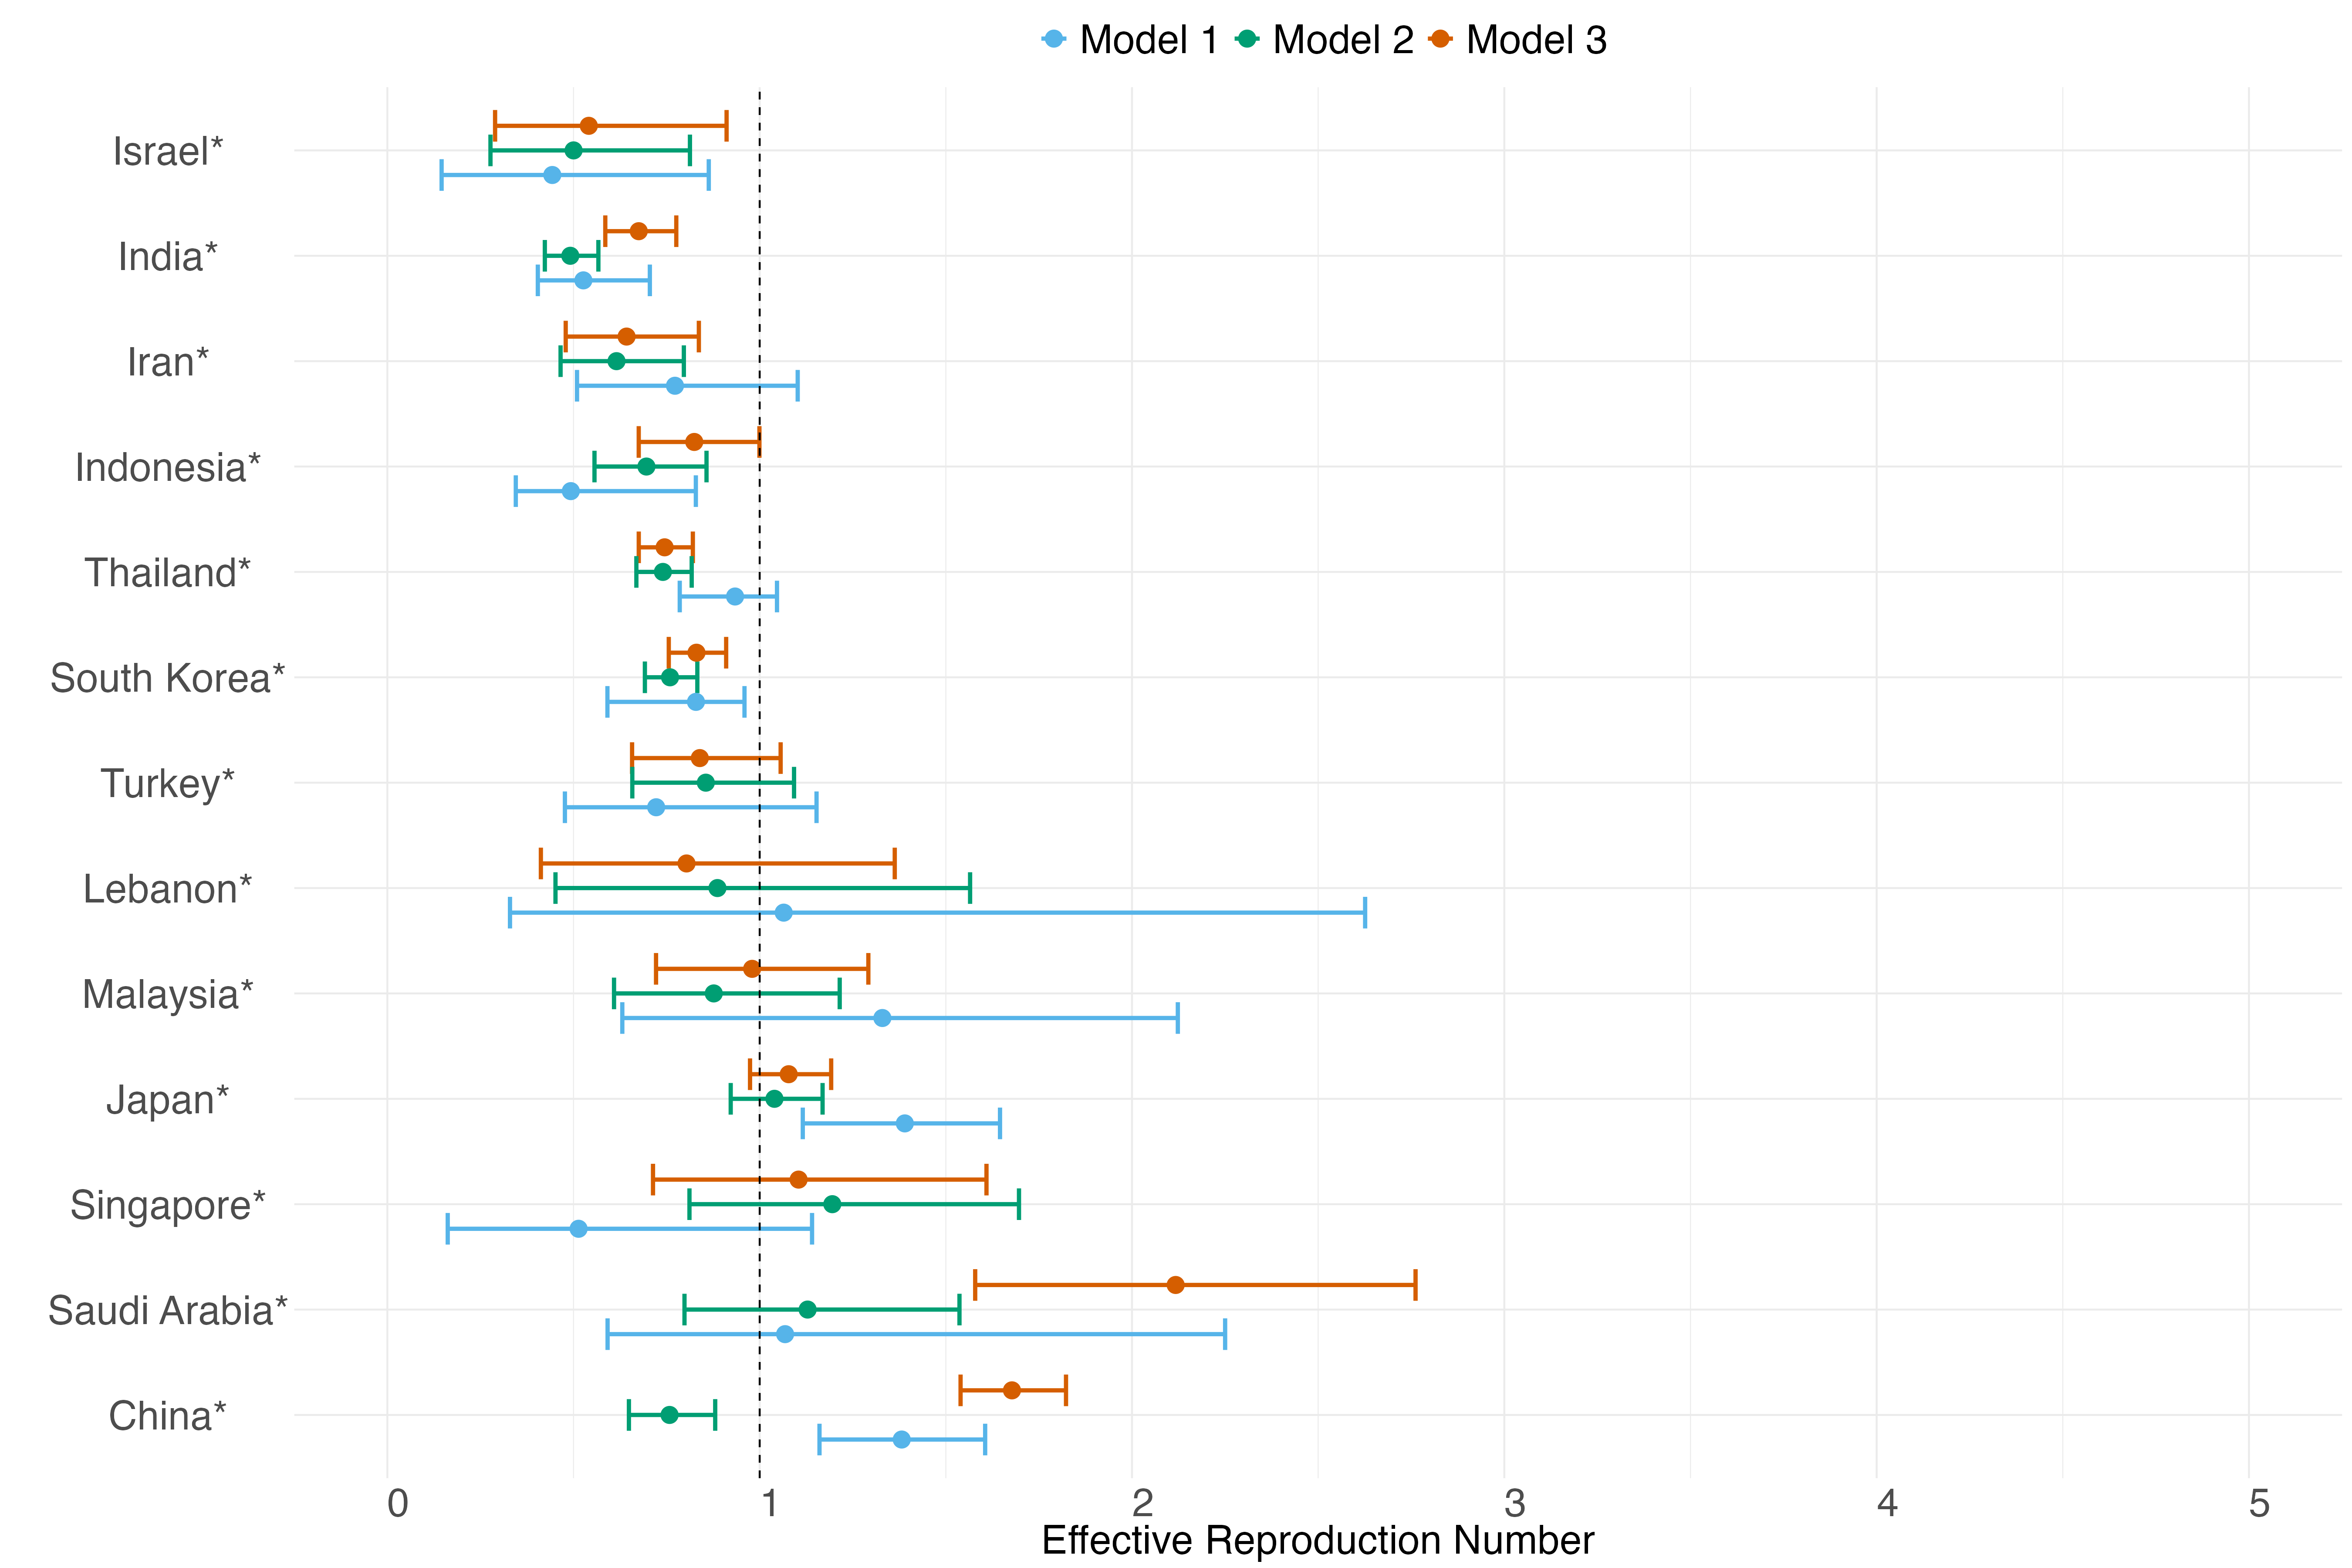 Model 1 Model 2 Model 3
Israel*
India*
Iran*
Indonesia*
Thailand*
South Korea*
Turkey*
Lebanon*
Malaysia*
Japan*
Singapore*
Saudi Arabia*
China*
0 1 2 3 4 5
Effective Reproduction Number